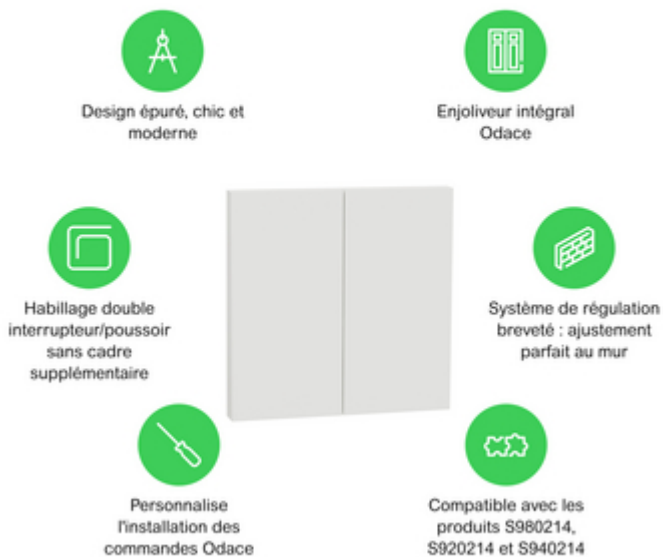 Design épuré, chic et
moderne
Enjoliveur intégral
Odace
Habillage double
interrupteur/poussoir
sans cadre
supplémentaire
Système de régulation
breveté : ajustement
parfait au mur
Personnalise
l'installation des
commandes Odace
Compatible avec les
produits S980214,
S920214 et S940214